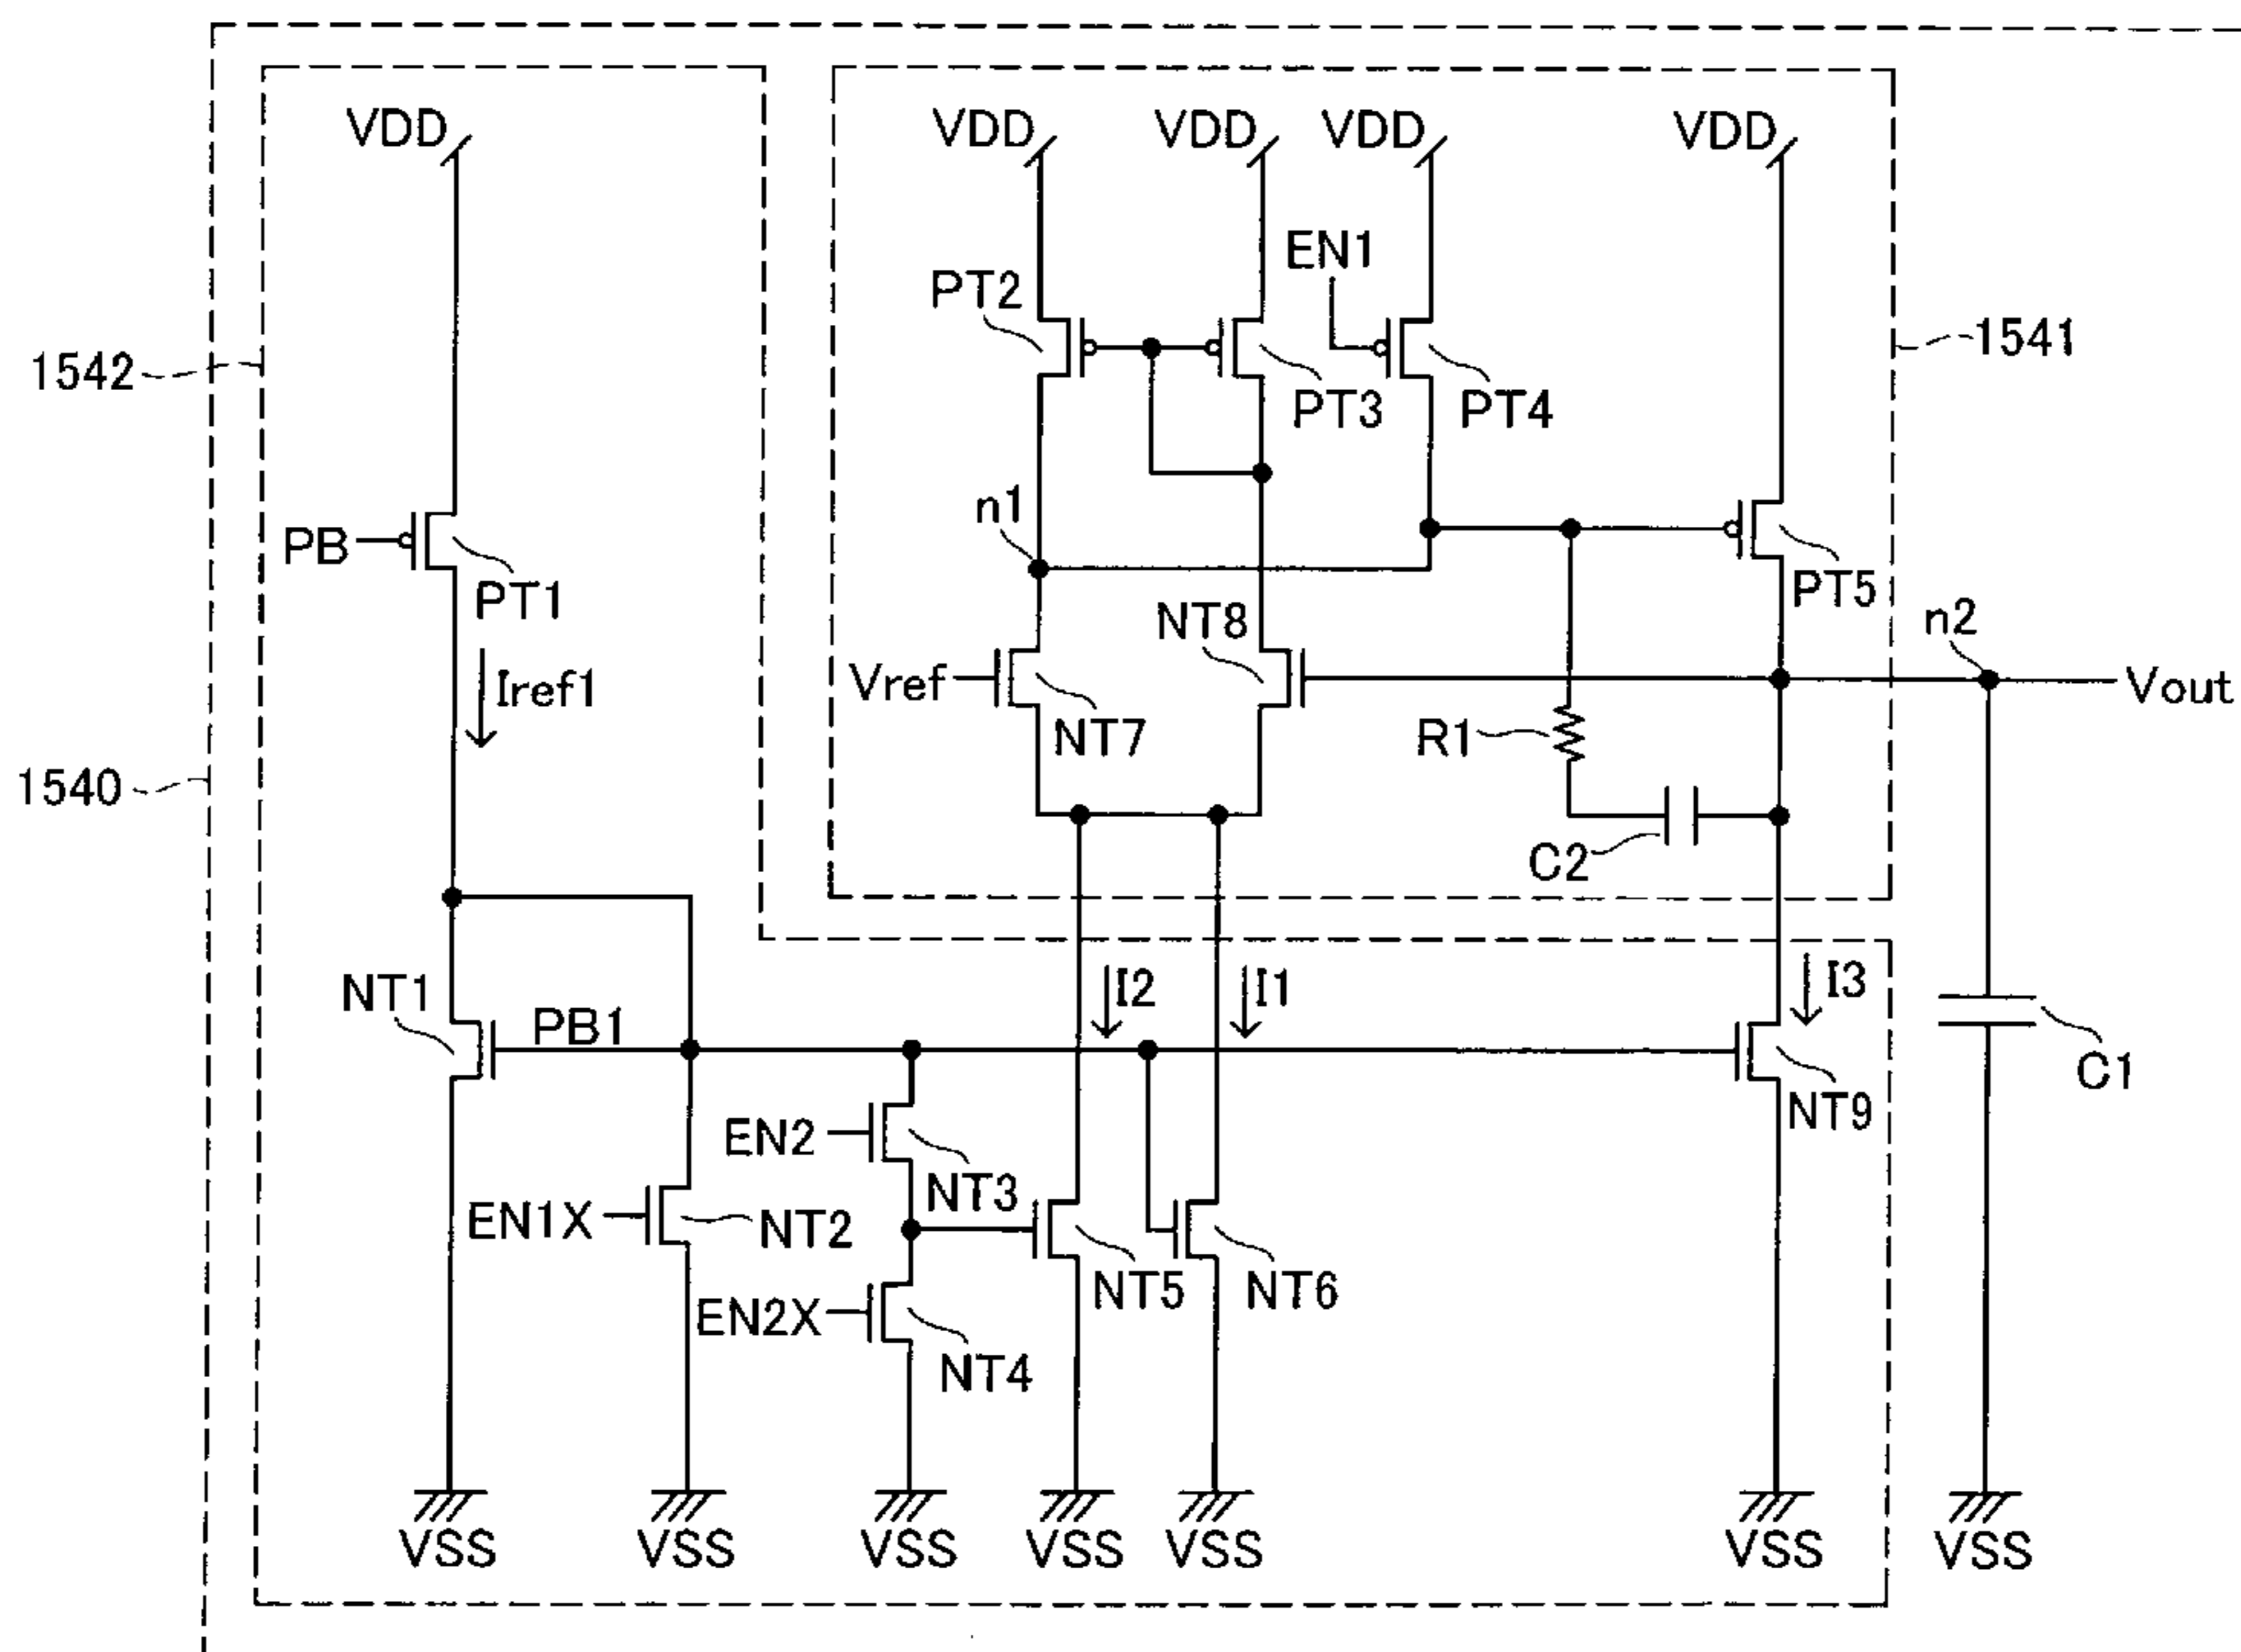 VDD
VDD
VDD
VDD
VDD
EN1
PT2
1542
1541
PT3
PT4
n1
PB
PT1
PT5
NT8
n2
Iref1
Vref
Vout
NT7
R1
1540
C2
NT1
PB1
I2
I1
I3
C1
EN2
NT9
NT3
EN1X
NT2
NT5
NT6
EN2X
NT4
VSS
VSS
VSS
VSS
VSS
VSS
VSS